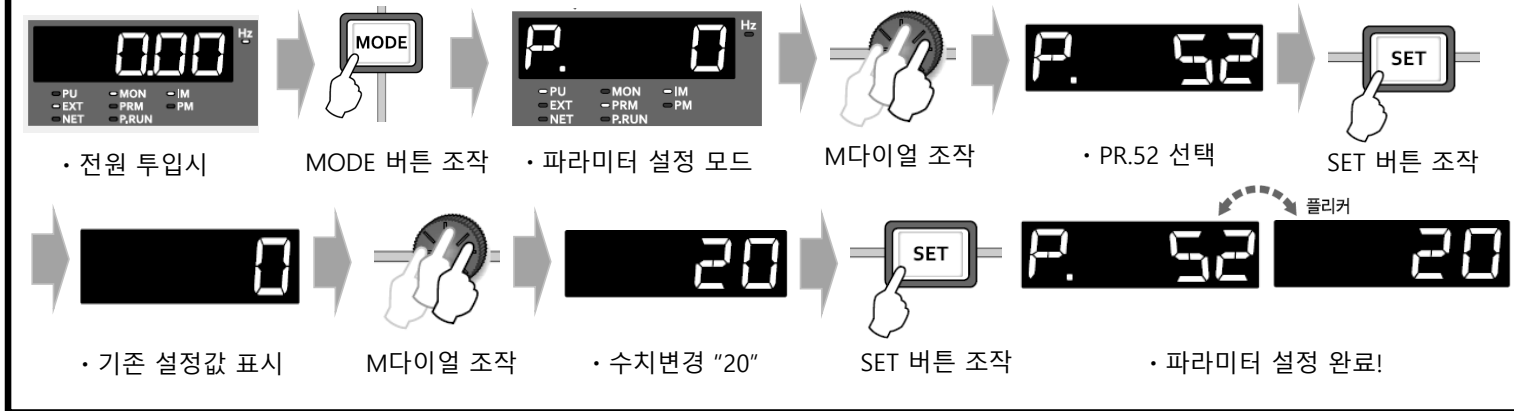 0.00 Hz
PU MON IM
EXT PRM PM
NET P.RUN
MODE
P. 0 Hz
PU MON IM
EXT PRM PM
NET P.RUN
P. 52
SET
・전원 투입시
MODE 버튼 조작
・파라미터 설정 모드
M다이얼 조작
・PR.52 선택
SET 버튼 조작
0
20
SET
P. 52
플리커
20
・기존 설정값 표시
M다이얼 조작
・수치변경 "20"
SET 버튼 조작
・파라미터 설정 완료!